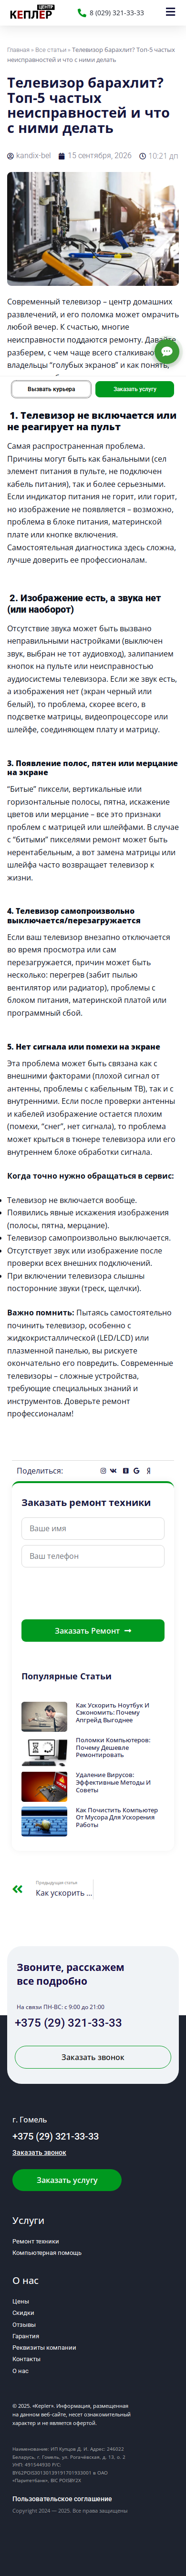 КЕПЛЕР ЦЕНТР
8 (029) 321-33-33
Главная » Все статьи » Телевизор барахлит? Топ-5 частых
неисправностей и что с ними делать
Телевизор барахлит?
Топ-5 частых
неисправностей и что
с ними делать
kandix-bel
15 сентября, 2026
10:21 дп
Современный телевизор – центр домашних
развлечений, и его поломка может омрачить
любой вечер. К счастью, многие
неисправности поддаются ремонту. Давайте
разберем, с чем чаще всего сталкиваются
владельцы "голубых экранов" и как понять,
Вызвать курьера
Заказать услугу
1. Телевизор не включается или
не реагирует на пульт
Самая распространенная проблема.
Причины могут быть как банальными (сел
элемент питания в пульте, не подключен
кабель питания), так и более серьезными.
Если индикатор питания не горит, или горит,
но изображение не появляется – возможно,
проблема в блоке питания, материнской
плате или кнопке включения.
Самостоятельно диагностика здесь сложна,
лучше доверить ее профессионалам.
2. Изображение есть, а звука нет
(или наоборот)
Отсутствие звука может быть вызвано
неправильными настройками (выключен
звук, выбран не тот аудиовход), залипанием
кнопок на пульте или неисправностью
аудиосистемы телевизора. Если же звук есть,
а изображения нет (экран черный или
белый), то проблема, скорее всего, в
подсветке матрицы, видеопроцессоре или
шлейфе, соединяющем плату и матрицу.
3. Появление полос, пятен или мерцание
на экране
“Битые” пиксели, вертикальные или
горизонтальные полосы, пятна, искажение
цветов или мерцание – все это признаки
проблем с матрицей или шлейфами. В случае
с “битыми” пикселями ремонт может быть
нерентабельным, а вот замена матрицы или
шлейфа часто возвращает телевизор к
жизни.
4. Телевизор самопроизвольно
выключается/перезагружается
Если ваш телевизор внезапно отключается
во время просмотра или сам
перезагружается, причин может быть
несколько: перегрев (забит пылью
вентилятор или радиатор), проблемы с
блоком питания, материнской платой или
программный сбой.
5. Нет сигнала или помехи на экране
Эта проблема может быть связана как с
внешними факторами (плохой сигнал от
антенны, проблемы с кабельным ТВ), так и с
внутренними. Если после проверки антенны
и кабелей изображение остается плохим
(помехи, “снег”, нет сигнала), то проблема
может крыться в тюнере телевизора или его
внутреннем блоке обработки сигнала.
Когда точно нужно обращаться в сервис:
Телевизор не включается вообще.
Появились явные искажения изображения
(полосы, пятна, мерцание).
Телевизор самопроизвольно выключается.
Отсутствует звук или изображение после
проверки всех внешних подключений.
При включении телевизора слышны
посторонние звуки (треск, щелчки).
Важно помнить: Пытаясь самостоятельно
починить телевизор, особенно с
жидкокристаллической (LED/LCD) или
плазменной панелью, вы рискуете
окончательно его повредить. Современные
телевизоры – сложные устройства,
требующие специальных знаний и
инструментов. Доверьте ремонт
профессионалам!
Поделиться:
Заказать ремонт техники
Ваше имя
Ваш телефон
Заказать Ремонт →
Популярные Статьи
Как Ускорить Ноутбук И
Сэкономить: Почему
Апгрейд Выгоднее
Поломки Компьютеров:
Почему Дешевле
Ремонтировать
Удаление Вирусов:
Эффективные Методы И
Советы
Как Почистить Компьютер
От Мусора Для Ускорения
Работы
Предыдущая статья
Как ускорить ...
Звоните, расскажем
все подробно
На связи ПН-ВС: с 9:00 до 21:00
+375 (29) 321-33-33
Заказать звонок
г. Гомель
+375 (29) 321-33-33
Заказать звонок
Заказать услугу
Услуги
Ремонт техники
Компьютерная помощь
О нас
Цены
Скидки
Отзывы
Гарантия
Реквизиты компании
Контакты
О нас
© 2025. «Kepler». Информация, размещенная
на данном веб-сайте, несет ознакомительный
характер и не является офертой.
Наименование: ИП Купцов Д. И. Адрес: 246022
Беларусь, г. Гомель, ул. Рогачёвская, д. 13, о. 2
УНП: 491544930 Р/С:
Пользовательское соглашение
Copyright 2024 — 2025. Все права защищены